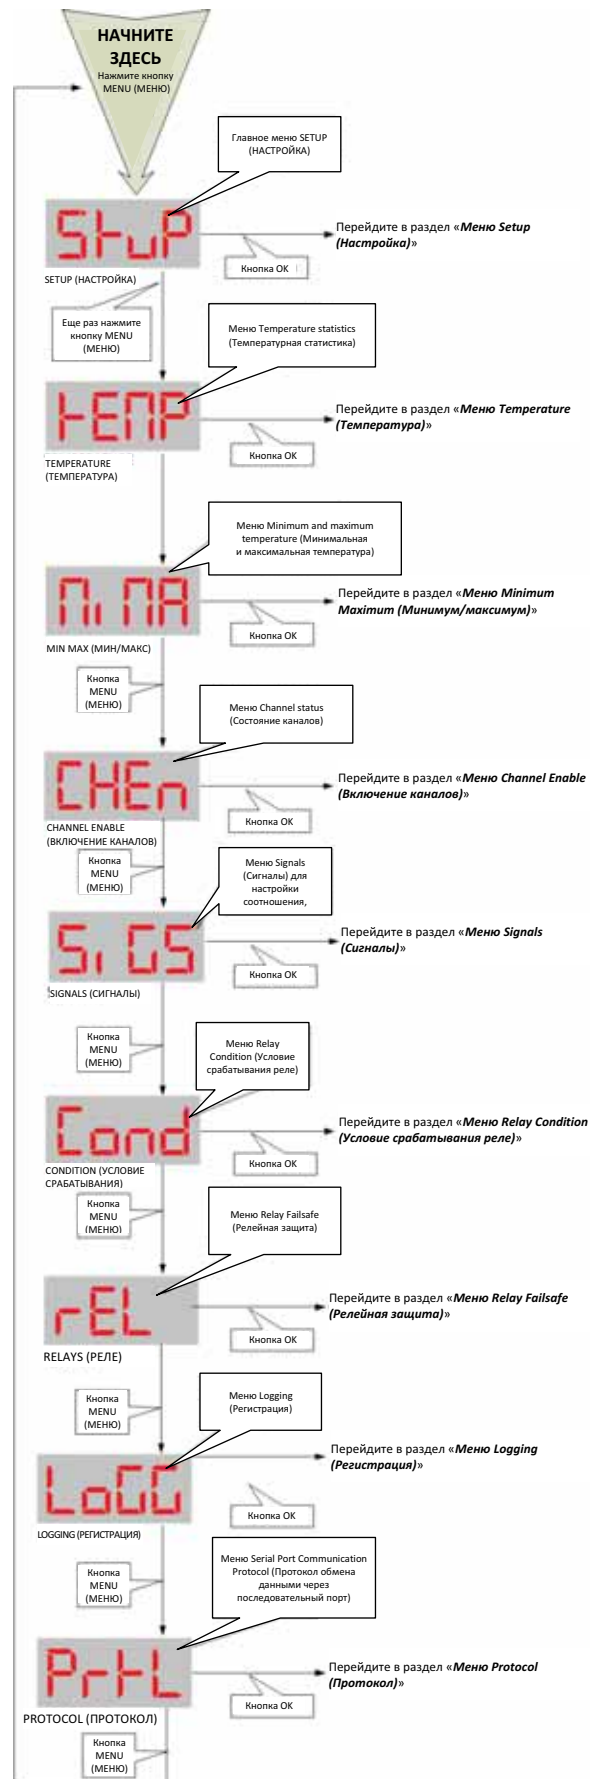 НАЧНИТЕ
ЗДЕСЬ
Нажмите кнопку
MENU (МЕНЮ)
Главное меню SETUP
(НАСТРОЙКА)
StuP
Перейдите в раздел «Меню Setup
(Настройка)»
Кнопка OK
SETUP (НАСТРОЙКА)
Еще раз нажмите
кнопку MENU
(МЕНЮ)
Меню Temperature statistics
(Температурная статистика)
tEMP
Перейдите в раздел «Меню Temperature
(Температура)»
Кнопка OK
TEMPERATURE
(ТЕМПЕРАТУРА)
Меню Minimum and maximum
temperature (Минимальная
и максимальная температура)
Mi MA
Перейдите в раздел «Меню Minimum
Maximum (Минимум/максимум)»
Кнопка OK
MIN MAX (МИН/МАКС)
Кнопка
MENU
(МЕНЮ)
Меню Channel status
(Состояние каналов)
CHEn
Перейдите в раздел «Меню Channel Enable
(Включение каналов)»
Кнопка OK
CHANNEL ENABLE
(ВКЛЮЧЕНИЕ КАНАЛОВ)
Кнопка
MENU
(МЕНЮ)
Меню Signals
(Сигналы) для
настройки
соотношения,
Si GS
Перейдите в раздел «Меню Signals
(Сигналы)»
Кнопка OK
SIGNALS (СИГНАЛЫ)
Кнопка
MENU
(МЕНЮ)
Меню Relay
Condition (Условие
срабатывания реле)
Cond
Перейдите в раздел «Меню Relay Condition
(Условие срабатывания реле)»
Кнопка OK
CONDITION (УСЛОВИЕ
СРАБАТЫВАНИЯ)
Кнопка
MENU
(МЕНЮ)
Меню Relay Failsafe
(Релейная защита)
rEL
Перейдите в раздел «Меню Relay Failsafe
(Релейная защита)»
Кнопка OK
RELAYS (РЕЛЕ)
Кнопка
MENU
(МЕНЮ)
Меню Logging
(Регистрация)
LoGG
Перейдите в раздел «Меню Logging
(Регистрация)»
Кнопка OK
LOGGING (РЕГИСТРАЦИЯ)
Кнопка
MENU
(МЕНЮ)
Меню Serial Port Communication
Protocol (Протокол обмена
данными через
последовательный порт)
PrtL
Перейдите в раздел «Меню Protocol
(Протокол)»
Кнопка OK
PROTOCOL (ПРОТОКОЛ)
Кнопка
MENU
(МЕНЮ)